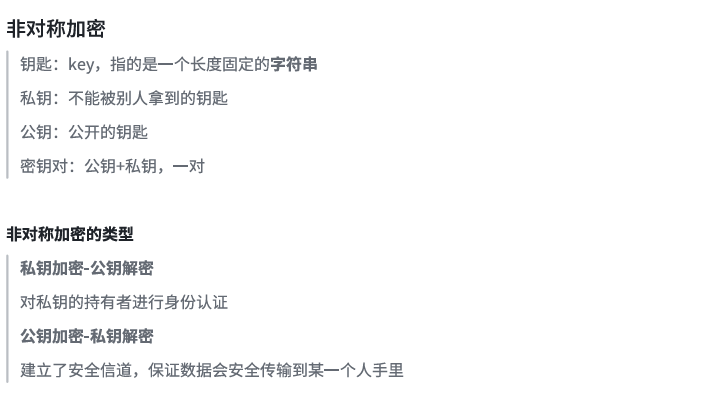 非对称加密
钥匙：key，指的是一个长度固定的字符串
私钥：不能被别人拿到的钥匙
公钥：公开的钥匙
密钥对：公钥+私钥，一对
非对称加密的类型
私钥加密-公钥解密
对私钥的持有者进行身份认证
公钥加密-私钥解密
建立了安全信道，保证数据会安全传输到某一个人手里